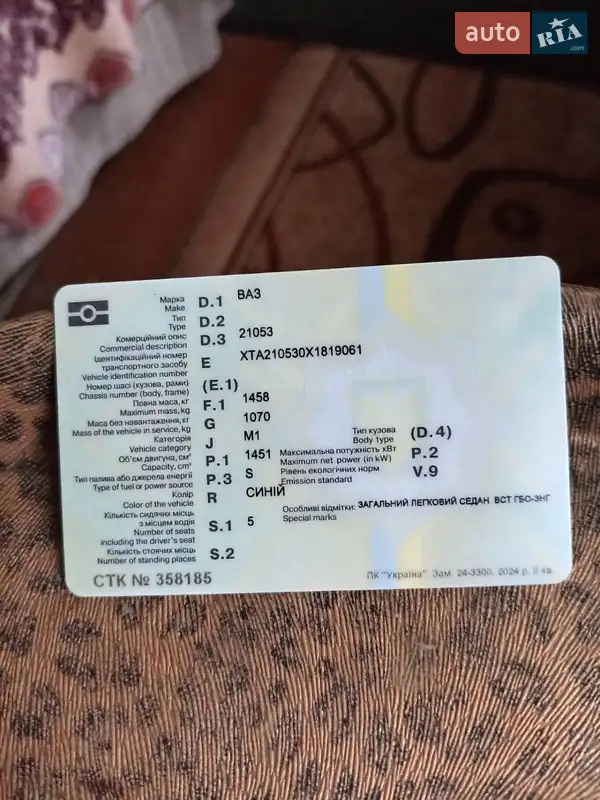 auto RIA .com
Марка D.1 ВАЗ
Make
Тип D.2
Type
Комерційний опис D.3 21053
Commercial description
Ідентифікаційний номер
транспортного засобу E XTA210530X1819061
Vehicle identification number
Номер шасі (кузова, рами) (E.1)
Chassis number (body, frame)
Повна маса, кг F.1 1458
Maximum mass, kg
Маса без навантаження, кг G 1070
Mass of the vehicle in service, kg
Категорія J M1
Vehicle category
Об'єм двигуна, см³ P.1 1451
Capacity, cm³
Тип палива або джерела енергії P.3 S
Type of fuel or power source
Колір R СИНІЙ
Color of the vehicle
Кількість сидячих місць
з місцем водія S.1 5
Number of seats
including the driver's seat
Кількість стоячих місць S.2
Number of standing places
Тип кузова (D.4)
Body type
Максимальна потужність кВт P.2
Maximum net power (in kW)
Рівень екологічних норм V.9
Emission standard
Особливі відмітки: ЗАГАЛЬНИЙ ЛЕГКОВИЙ СЕДАН ВСТ ГБО-ЗНГ
Special marks
СТК № 358185
ПК "Україна". Зам. 24-3300. 2024 р. II кв.